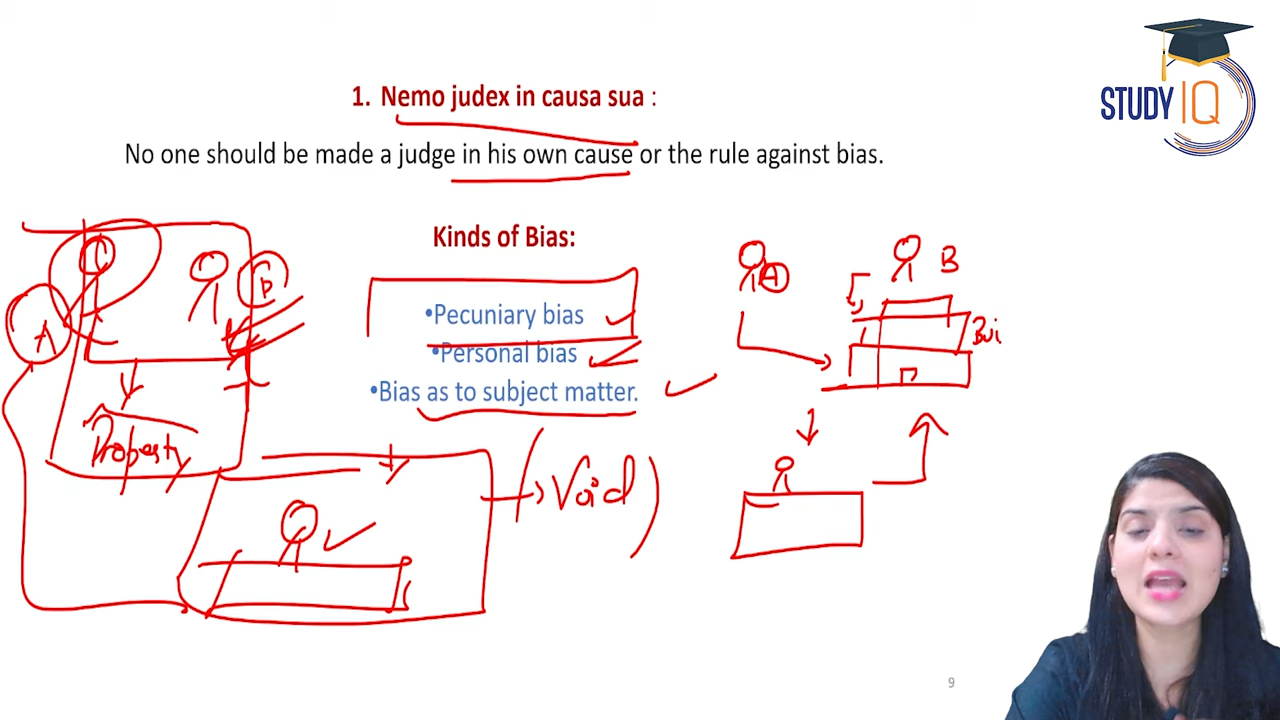 STUDY IQ
1. Nemo judex in causa sua :
No one should be made a judge in his own cause or the rule against bias.
Kinds of Bias:
•Pecuniary bias
•Personal bias
•Bias as to subject matter.
A
B
Property
Void
A
B
Bui
9